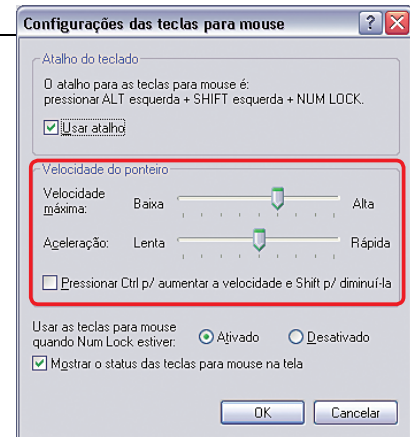 Configurações das teclas para mouse
Atalho do teclado
O atalho para as teclas para mouse é:
pressionar ALT esquerda + SHIFT esquerda + NUM LOCK.
Usar atalho
Velocidade do ponteiro
Velocidade máxima: Baixa Alta
Aceleração: Lenta Rápida
Pressionar Ctrl p/ aumentar a velocidade e Shift p/ diminuí-la
Usar as teclas para mouse
quando Num Lock estiver: Ativado Desativado
Mostrar o status das teclas para mouse na tela
OK Cancelar